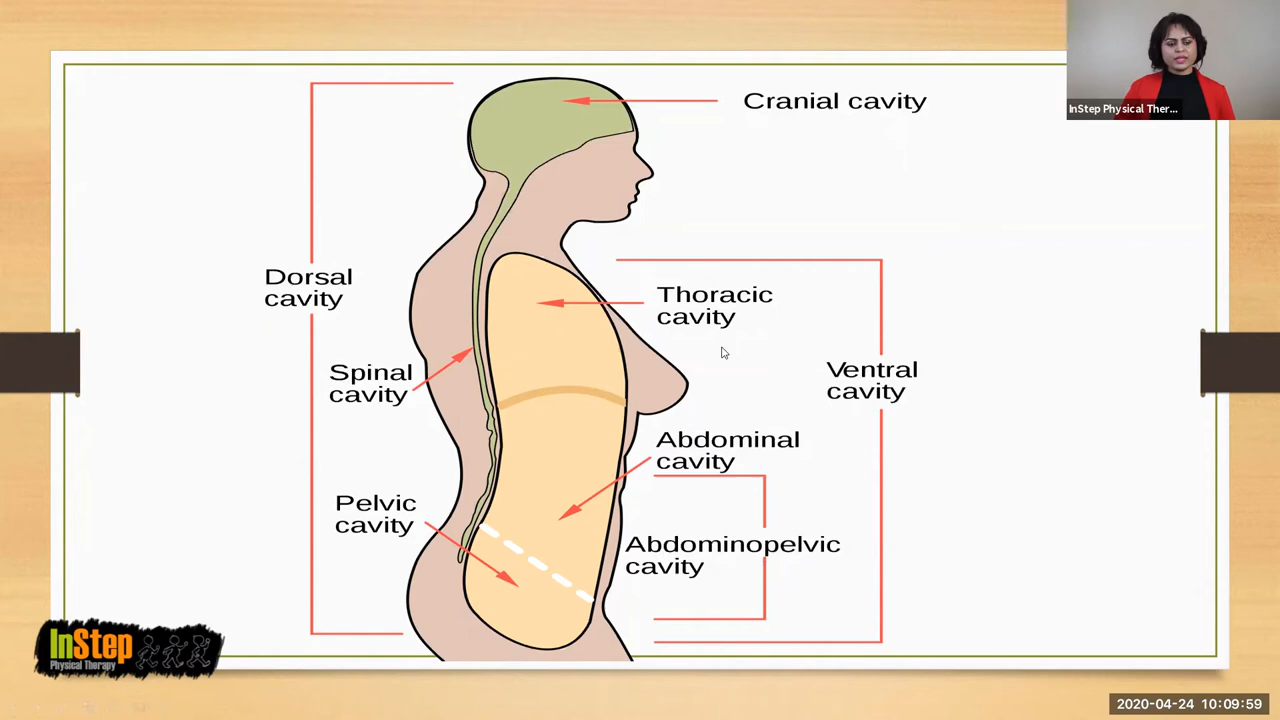 Cranial cavity
InStep Physical Ther...
Dorsal
cavity
Thoracic
cavity
Spinal
cavity
Ventral
cavity
Abdominal
cavity
Pelvic
cavity
Abdominopelvic
cavity
InStep
Physical Therapy
2020-04-24 10:09:59